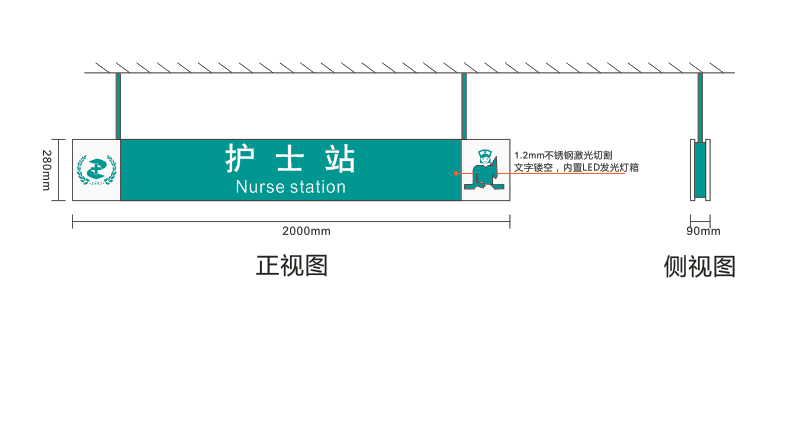 护士站
Nurse station
280mm
1.2mm不锈钢激光切割
文字镂空，内置LED发光灯箱
2000mm
90mm
正视图
侧视图